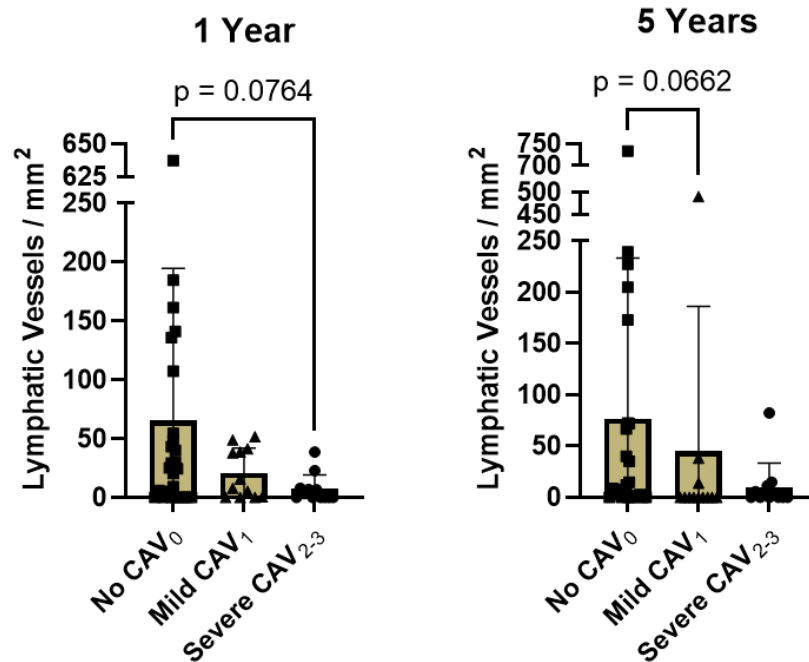 1 Year
p = 0.0764
Lymphatic Vessels / mm²
650
625
250
200
150
100
50
0
No CAV₀
Mild CAV₁
Severe CAV₂₋₃
5 Years
p = 0.0662
Lymphatic Vessels / mm²
750
700
500
450
250
200
150
100
50
0
No CAV₀
Mild CAV₁
Severe CAV₂₋₃